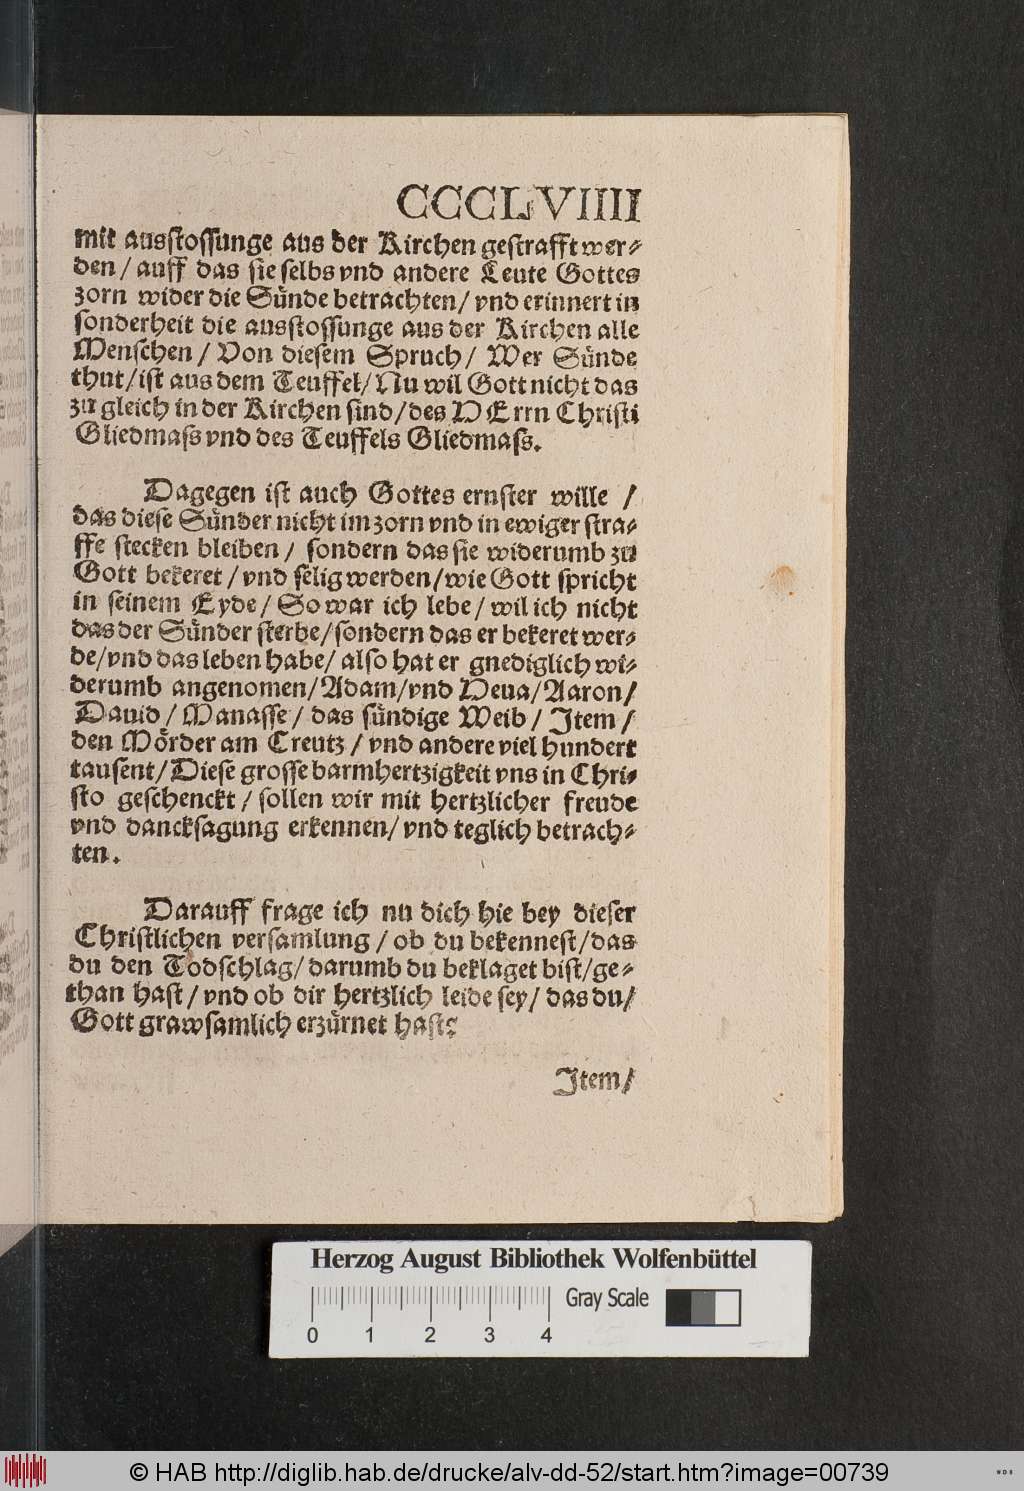 CCCLVIIII
mit ausstossunge aus der Kirchen gestrafft wer-
den / auff das sie selbs vnd andere Leute Gottes
zorn wider die Sünde betrachten / vnd erinnert in
sonderheit die ausstossunge aus der Kirchen alle
Menschen / Von diesem Spruch / Wer Sünde
thut / ist aus dem Teuffel / Nu wil Gott nicht das
zu gleich in der Kirchen sind / des HErrn Christi
Gliedmass vnd des Teuffels Gliedmass.
Dagegen ist auch Gottes ernster wille /
das diese Sünder nicht im zorn vnd in ewiger stra-
ffe stecken bleiben / sondern das sie widerumb zu
Gott bekeret / vnd selig werden / wie Gott spricht
in seinem Eyde / So war ich lebe / wil ich nicht
das der Sünder sterbe / sondern das er bekeret wer-
de / vnd das leben habe / also hat er gnediglich wi-
derumb angenomen / Adam / vnd Heua / Aaron /
Dauid / Manasse / das sündige Weib / Item /
den Mörder am Creutz / vnd andere viel hundert
tausent / Diese grosse barmhertzigkeit vns in Chri-
sto geschenckt / sollen wir mit hertzlicher freude
vnd dancksagung erkennen / vnd teglich betrach-
ten.
Darauff frage ich nu dich hie bey dieser
Christlichen versamlung / ob du bekennest / das
du den Todschlag / darumb du beklaget bist / ge-
than hast / vnd ob dir hertzlich leide sey / das du /
Gott grawsamlich erzürnet hast?
Item /
Herzog August Bibliothek Wolfenbüttel
0 1 2 3 4 Gray Scale
© HAB http://diglib.hab.de/drucke/alv-dd-52/start.htm?image=00739